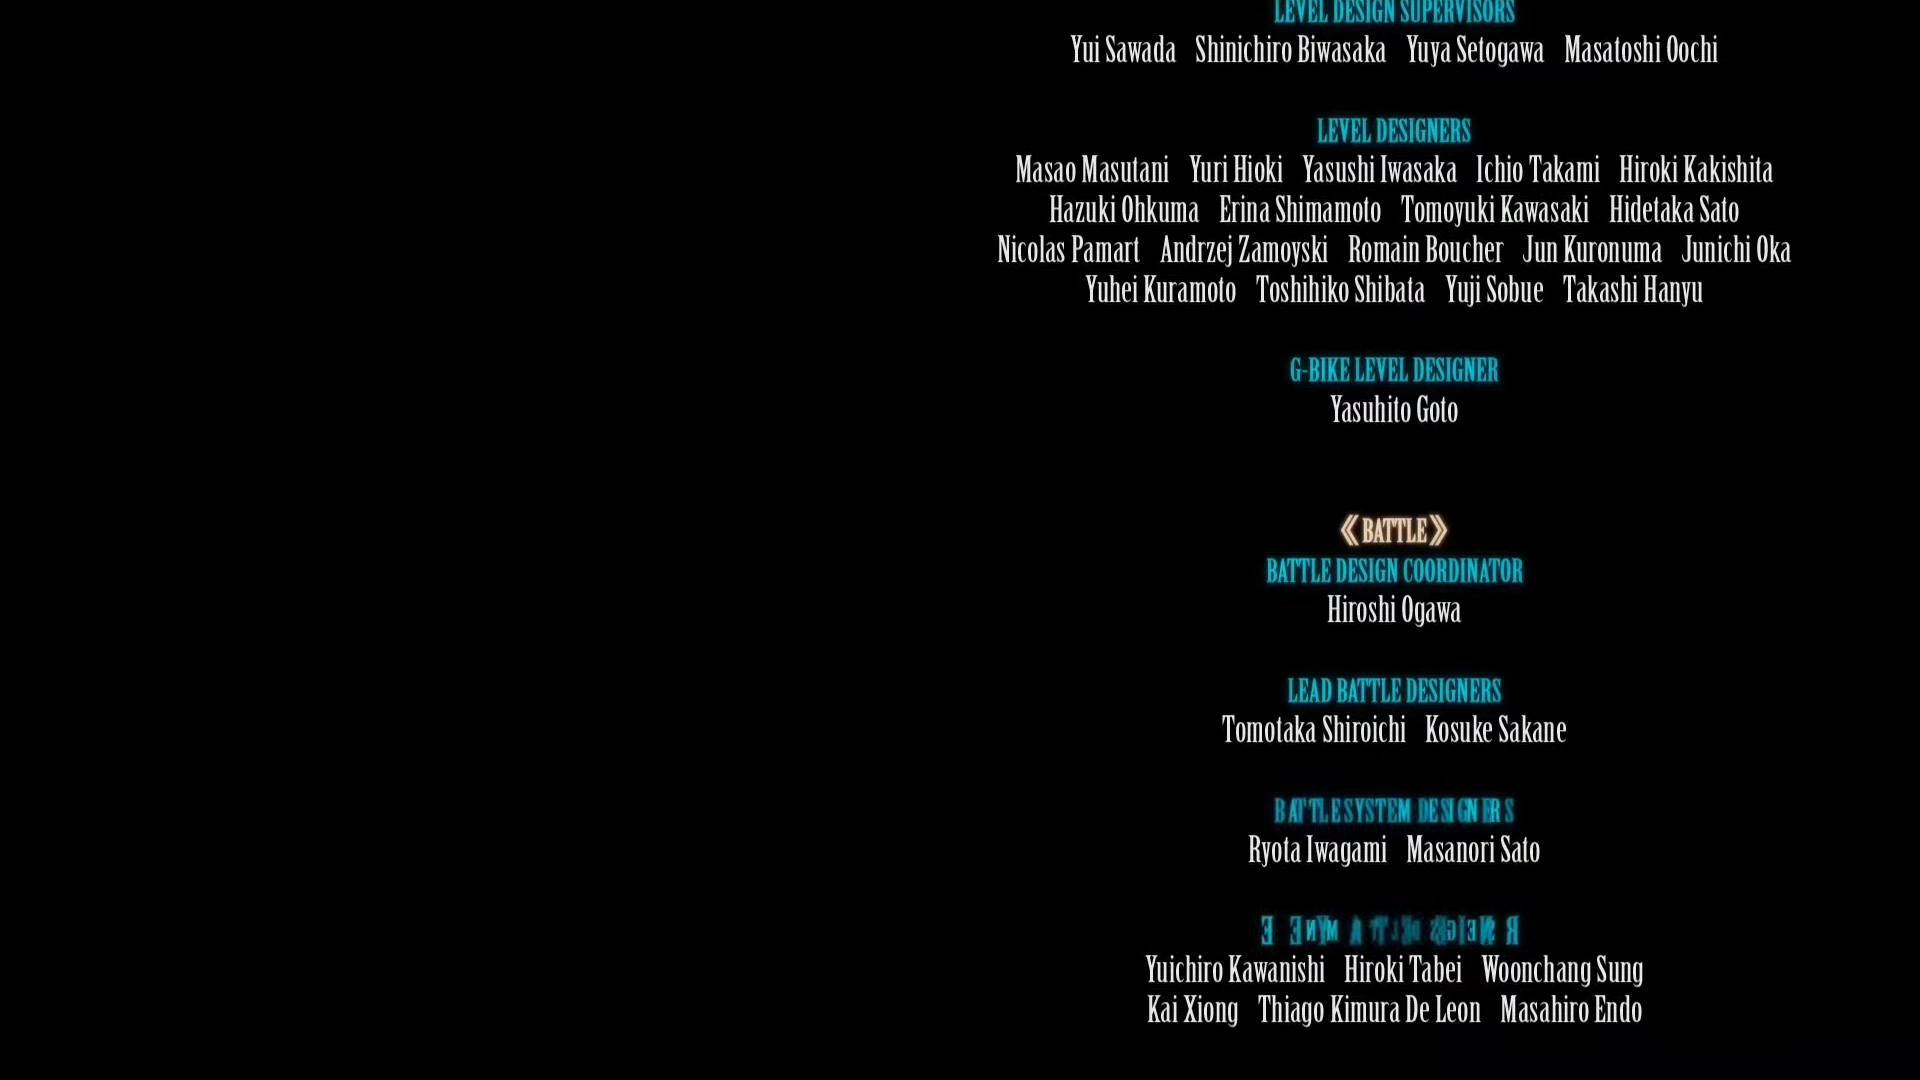 LEVEL DESIGN SUPERVISORS
Yui Sawada Shinichiro Biwasaka Yuya Setogawa Masatoshi Oochi
LEVEL DESIGNERS
Masao Masutani Yuri Hioki Yasushi Iwasaka Ichio Takami Hiroki Kakishita
Hazuki Ohkuma Erina Shimamoto Tomoyuki Kawasaki Hidetaka Sato
Nicolas Pamart Andrzej Zamoyski Romain Boucher Jun Kuronuma Junichi Oka
Yuhei Kuramoto Toshihiko Shibata Yuji Sobue Takashi Hanyu
G-BIKE LEVEL DESIGNER
Yasuhito Goto
《BATTLE》
BATTLE DESIGN COORDINATOR
Hiroshi Ogawa
LEAD BATTLE DESIGNERS
Tomotaka Shiroichi Kosuke Sakane
BATTLE SYSTEM DESIGNERS
Ryota Iwagami Masanori Sato
Yuichiro Kawanishi Hiroki Tabei Woonchang Sung
Kai Xiong Thiago Kimura De Leon Masahiro Endo